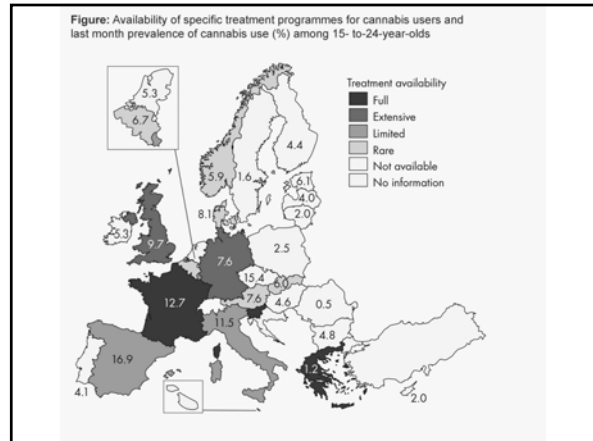 Figure: Availability of specific treatment programmes for cannabis users and
last month prevalence of cannabis use (%) among 15- to-24-year-olds
Treatment availability
Full
Extensive
Limited
Rare
Not available
No information
5.3
6.7
4.4
5.9
1.6
6.1
4.0
2.0
8.1
5.3
9.7
2.5
7.6
15.4
6.0
12.7
7.6
4.6
0.5
11.5
4.8
16.9
1.2
4.1
2.0